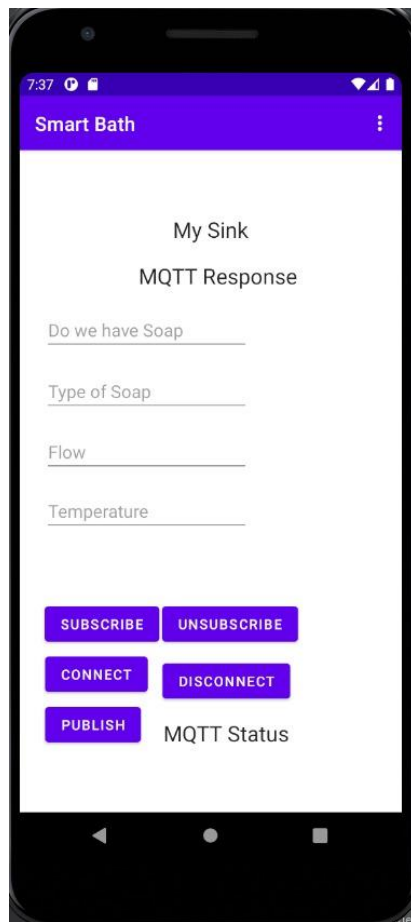 7:37
Smart Bath
My Sink
MQTT Response
Do we have Soap
Type of Soap
Flow
Temperature
SUBSCRIBE UNSUBSCRIBE
CONNECT DISCONNECT
PUBLISH MQTT Status